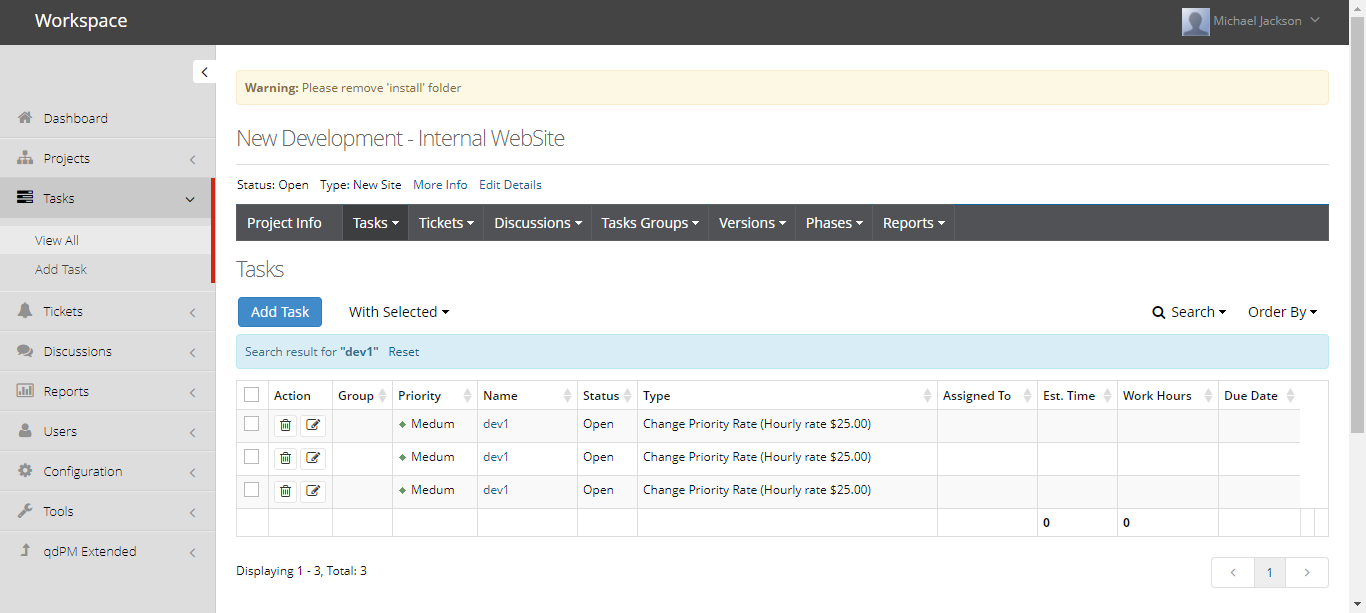 Workspace
Michael Jackson
Dashboard
Projects
Tasks
View All
Add Task
Tickets
Discussions
Reports
Users
Configuration
Tools
qdPM Extended
Warning: Please remove 'install' folder
New Development - Internal WebSite
Status: Open Type: New Site More Info Edit Details
Project Info Tasks Tickets Discussions Tasks Groups Versions Phases Reports
Tasks
Add Task With Selected Search Order By
Search result for "dev1" Reset
Action Group Priority Name Status Type Assigned To Est. Time Work Hours Due Date
Medum dev1 Open Change Priority Rate (Hourly rate $25.00)
Medum dev1 Open Change Priority Rate (Hourly rate $25.00)
Medum dev1 Open Change Priority Rate (Hourly rate $25.00)
0 0
Displaying 1 - 3, Total: 3
1